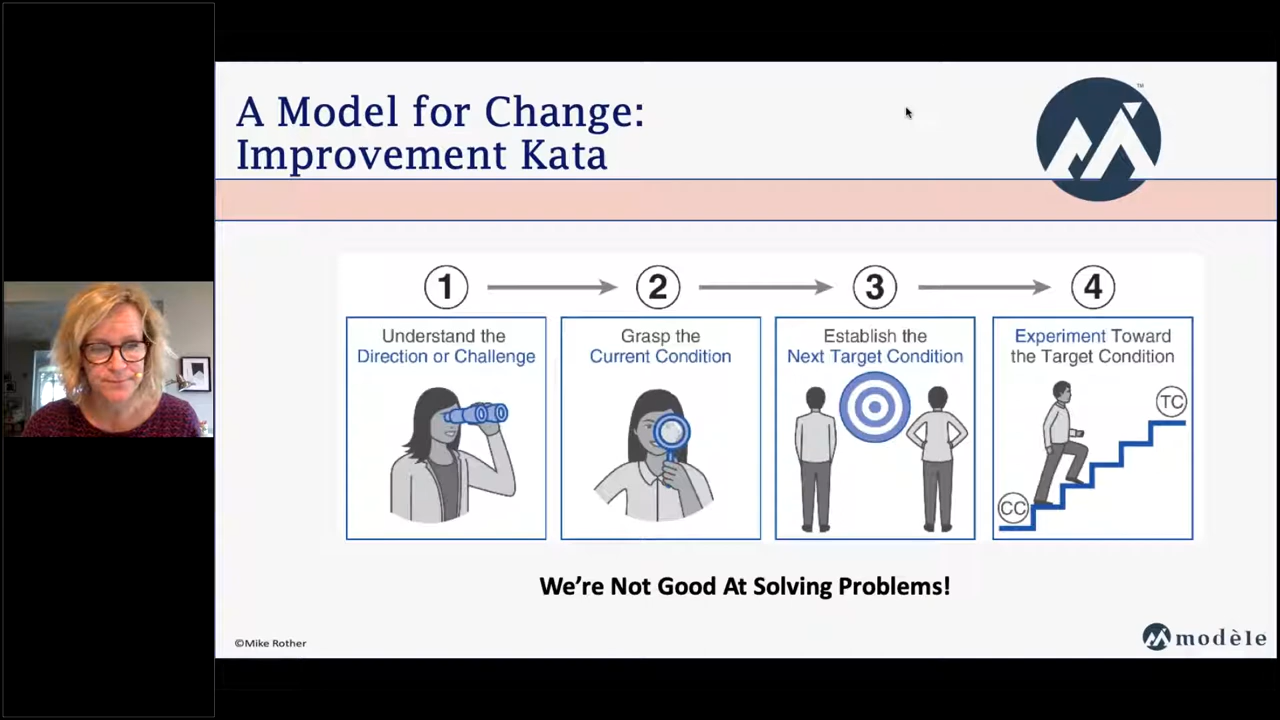 A Model for Change:
Improvement Kata
TM
1
2
3
4
Understand the
Direction or Challenge
Grasp the
Current Condition
Establish the
Next Target Condition
Experiment Toward
the Target Condition
TC
CC
We're Not Good At Solving Problems!
©Mike Rother
modèle